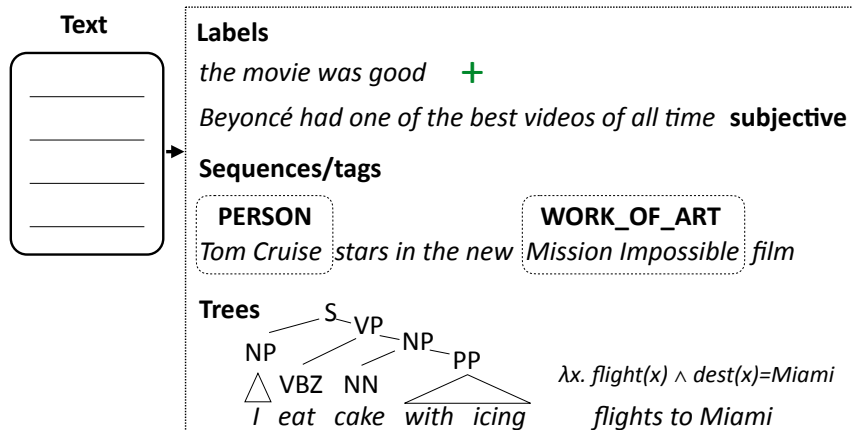 Text
Labels
the movie was good +
Beyoncé had one of the best videos of all time subjective
Sequences/tags
PERSON WORK_OF_ART
Tom Cruise stars in the new Mission Impossible film
Trees
S
VP
NP NP
PP
VBZ NN
λx. flight(x) ∧ dest(x)=Miami
I eat cake with icing flights to Miami